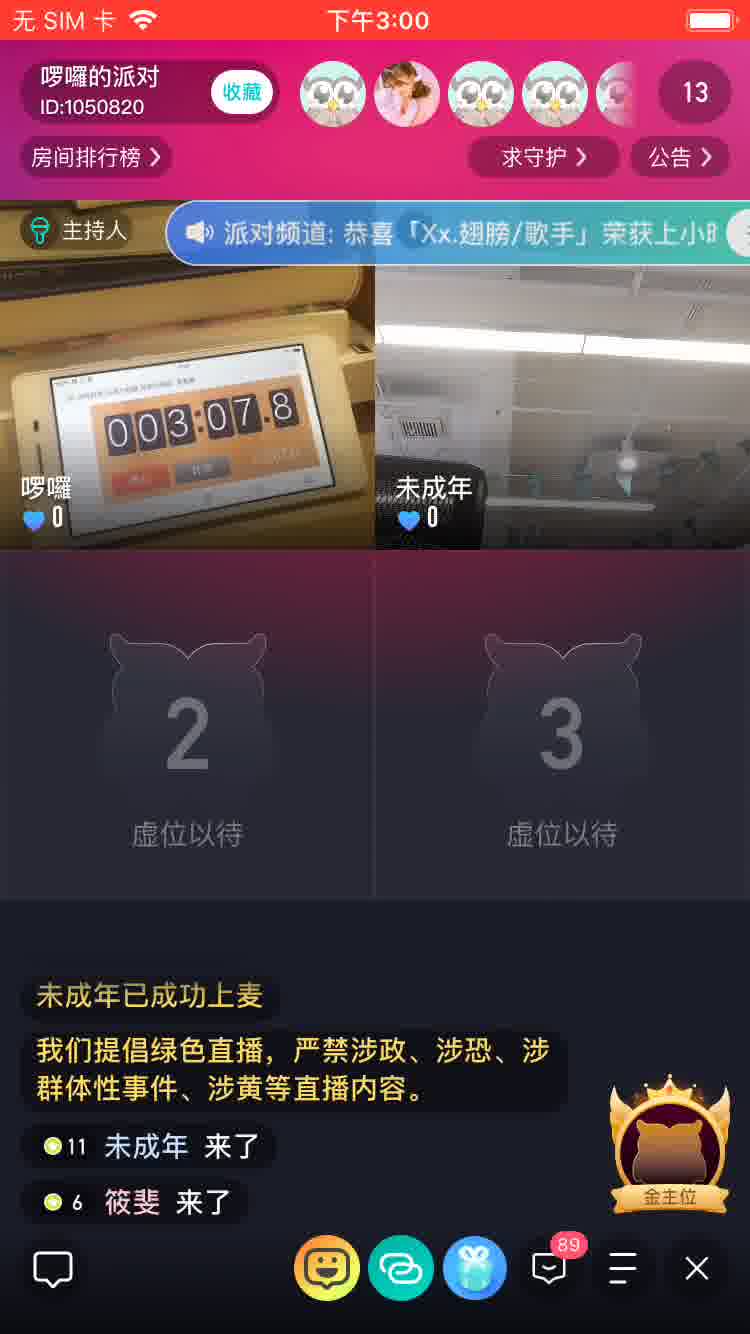 无 SIM 卡
下午3:00
啰囉的派对
ID:1050820
收藏
13
房间排行榜
求守护
公告
主持人
派对频道: 恭喜「Xx.翅膀/歌手」荣获上小
003:07.8
啰囉
0
未成年
0
2
虚位以待
3
虚位以待
未成年已成功上麦
我们提倡绿色直播，严禁涉政、涉恐、涉
群体性事件、涉黄等直播内容。
11 未成年 来了
6 筱斐 来了
金主位
89